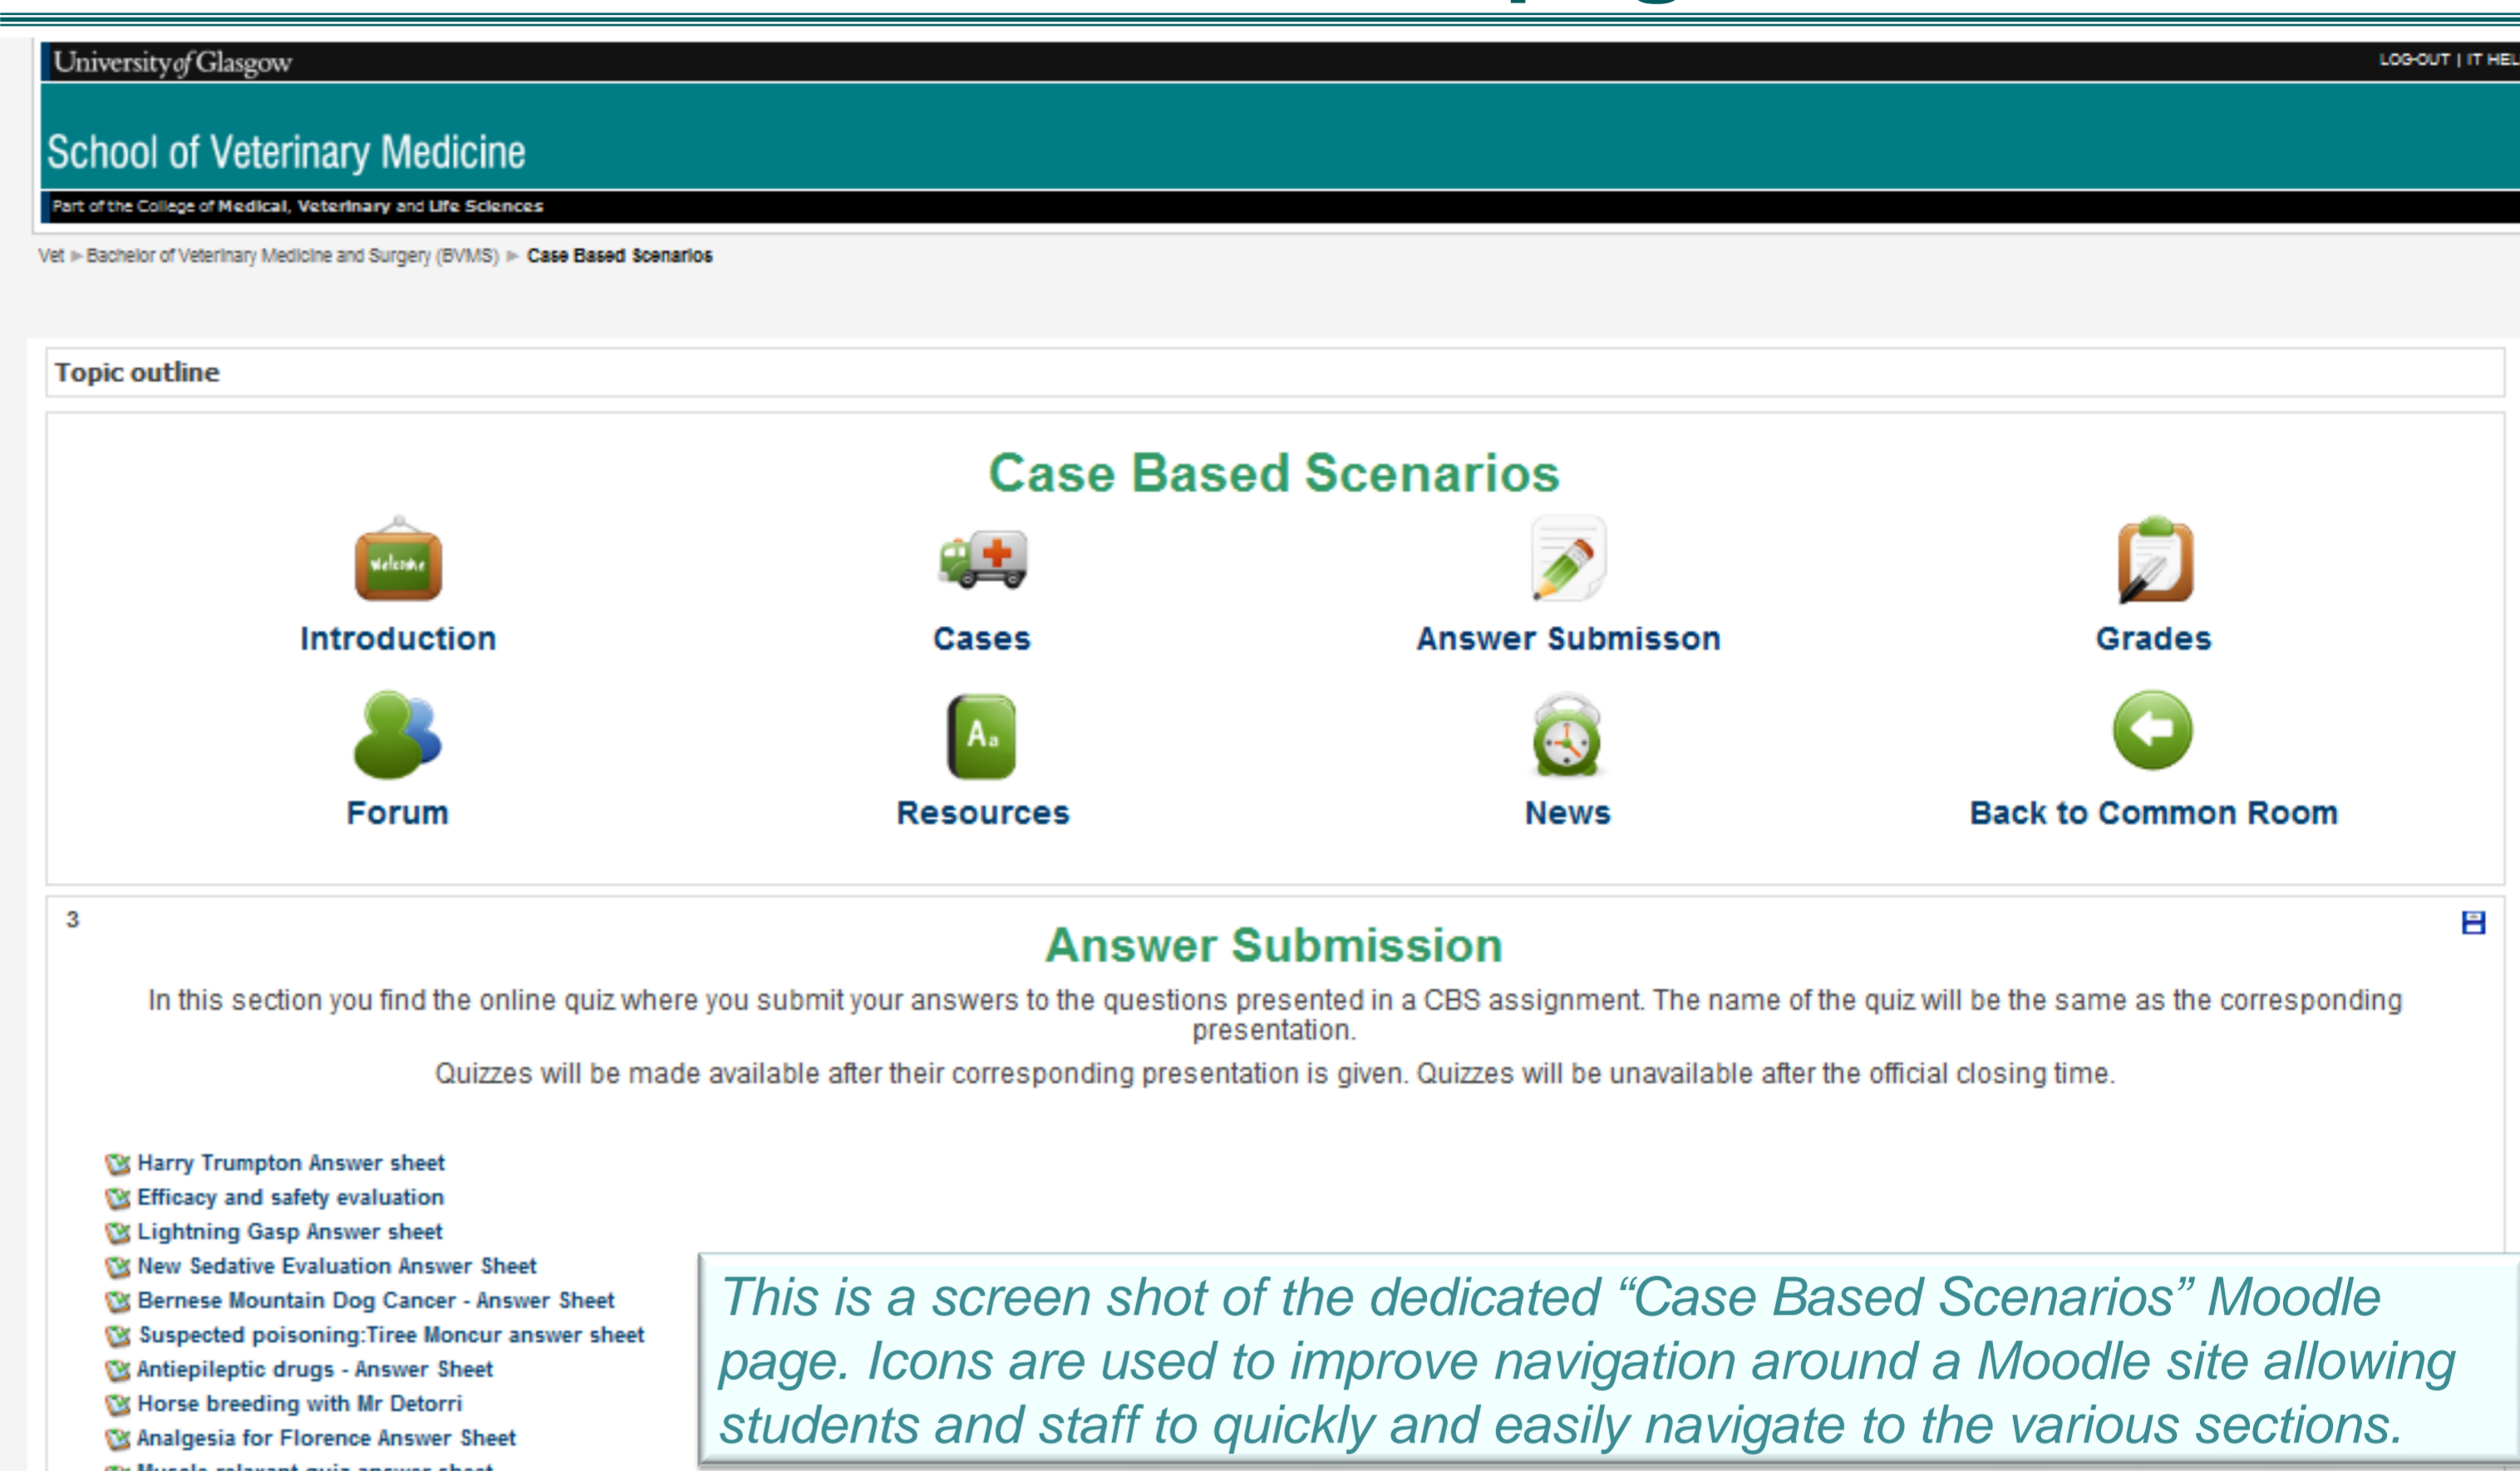 University of Glasgow
LOG-OUT | IT HEL
School of Veterinary Medicine
Part of the College of Medical, Veterinary and Life Sciences
Vet ► Bachelor of Veterinary Medicine and Surgery (BVMS) ► Case Based Scenarios
Topic outline
Case Based Scenarios
Welcome
Introduction
Cases
Answer Submisson
Grades
Aa
Forum
Resources
News
Back to Common Room
3
Answer Submission
In this section you find the online quiz where you submit your answers to the questions presented in a CBS assignment. The name of the quiz will be the same as the corresponding
presentation.
Quizzes will be made available after their corresponding presentation is given. Quizzes will be unavailable after the official closing time.
Harry Trumpton Answer sheet
Efficacy and safety evaluation
Lightning Gasp Answer sheet
New Sedative Evaluation Answer Sheet
Bernese Mountain Dog Cancer - Answer Sheet
Suspected poisoning:Tiree Moncur answer sheet
Antiepileptic drugs - Answer Sheet
Horse breeding with Mr Detorri
Analgesia for Florence Answer Sheet
Muscle relaxant quiz answer sheet
This is a screen shot of the dedicated “Case Based Scenarios” Moodle
page. Icons are used to improve navigation around a Moodle site allowing
students and staff to quickly and easily navigate to the various sections.